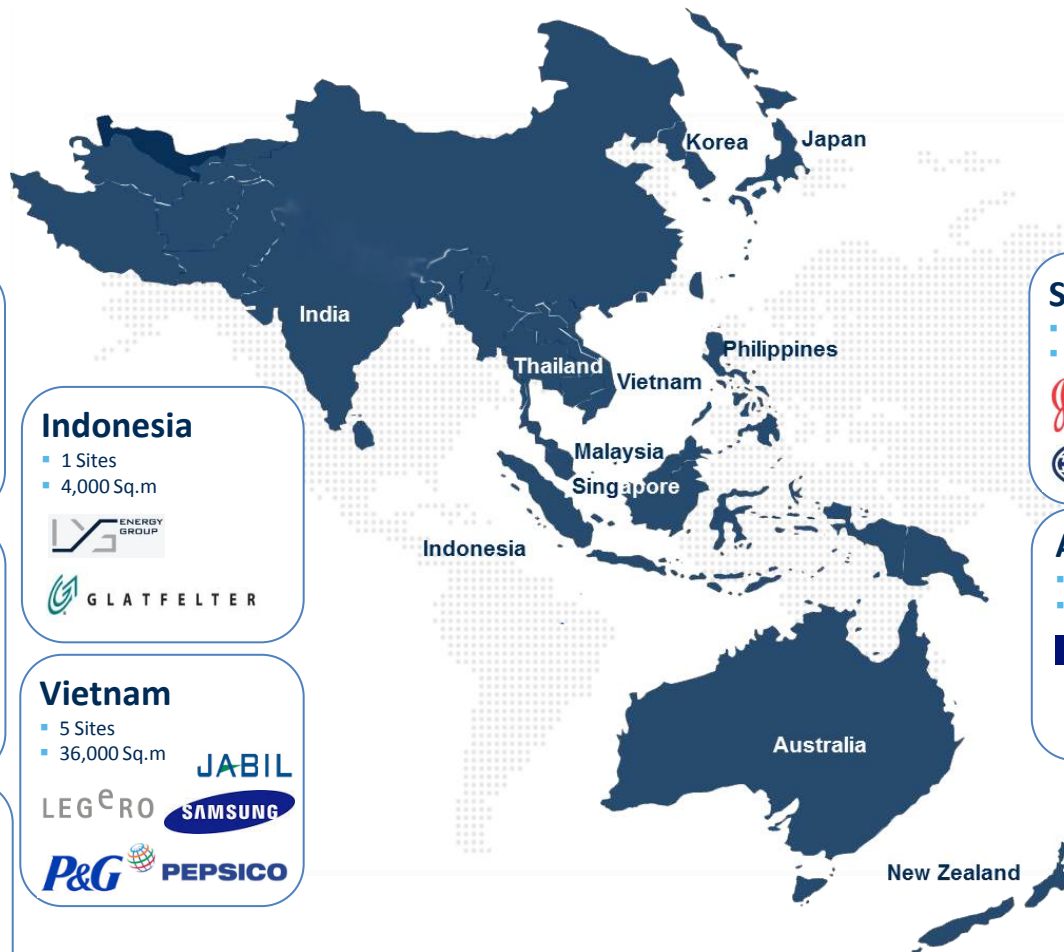 Korea
Japan
India
Philippines
Thailand
Vietnam
Malaysia
Singapore
Indonesia
Australia
New Zealand
Indonesia
1 Sites
4,000 Sq.m
ENERGY
GROUP
GLATFELTER
Vietnam
5 Sites
36,000 Sq.m
JABIL
LEGeRO
SAMSUNG
P&G
PEPSICO
S